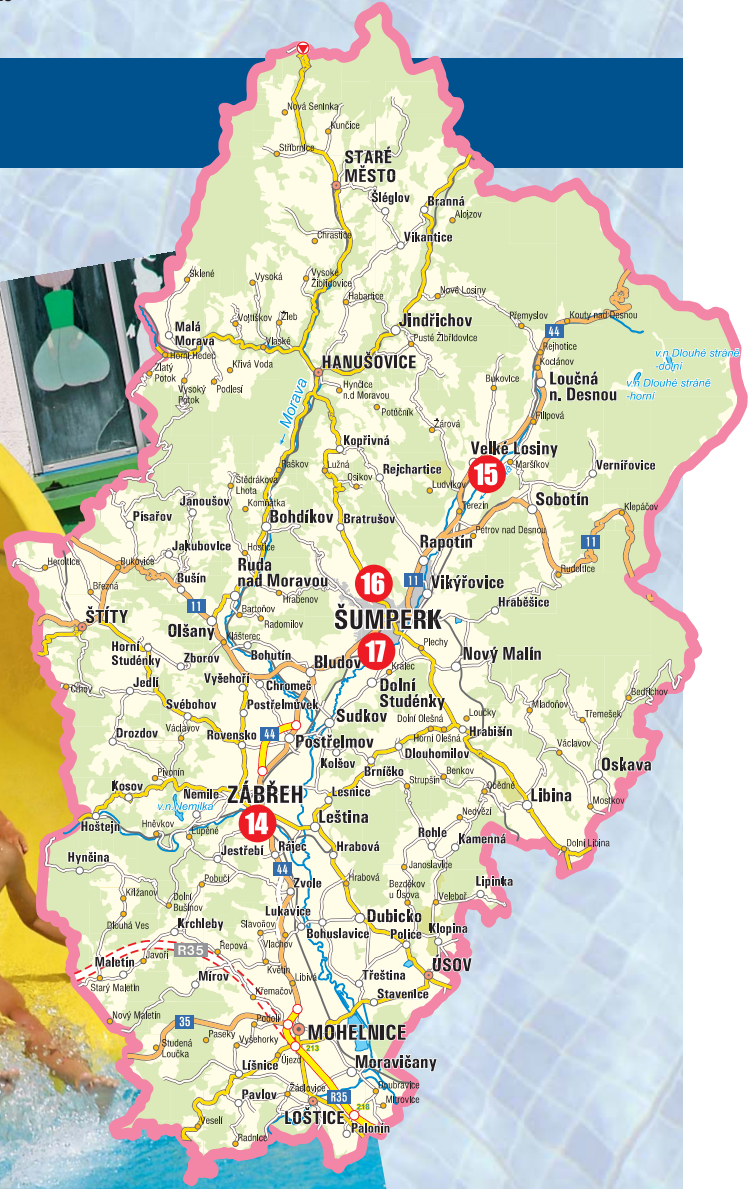 Nová Seninka
Kunčice
Stříbrnice
STARÉ
MĚSTO
Šléglov
Branná
Alojzov
Vikantice
Chrastice
Sklené
Vysoká
Vysoké
Žibřidovice
Habartice
Nové Losiny
Vojtíškov
Žleb
Malá
Morava
Vlaské
Jindřichov
Pusté Žibřidovice
Přemyslov
44
Kouty nad Desnou
Rejhotice
Kociánov
Horní Hedeč
Zlatý
Potok
Křivá Voda
HANUŠOVICE
v.n Dlouhé stráně
-dolní
v.n Dlouhé stráně
-horní
Vysoký
Potok
Podlesí
Hynčice
n.d Moravou
Bukovice
Loučná
n. Desnou
Morava
Potůčník
Filipová
Žárová
Kopřivná
Velké Losiny
15
Maršíkov
Raškov
Lužná
Osikov
Rejchartice
Vernířovice
Štědrákova
Lhota
Ludvíkov
Janoušov
Komňátka
Terezín
Sobotín
Klepáčov
Písařov
Bohdíkov
Bratrušov
Petrov nad Desnou
Jakubovice
Hostice
Rapotín
11
Heroltice
Bukovice
Ruda
nad Moravou
Rudoltice
Březná
Bušín
16
11
Vikýřovice
Hrabenov
ŠTÍTY
11
Bartoňov
Hraběšice
Olšany
Radomilov
ŠUMPERK
Klášterec
Plechy
Horní
Studénky
Zborov
Bohutín
Bludov
17
Králec
Nový Malín
Cotkytle
Jedlí
Vyšehoří
Chromeč
Dolní
Studénky
Bedřichov
Svébohov
Postřelmůvek
Sudkov
Dolní Olešná
Loučky
Mladoňov
Třemešek
Drozdov
Václavov
Rovensko
44
Postřelmov
Horní Olešná
Hrabišín
Dlouhomilov
Václavov
Kolšov
Brníčko
Benkov
Oskava
Pivonín
Strupšín
Kosov
Nemile
ZÁBŘEH
Lesnice
Libina
Mostkov
v.n. Nemilka
14
Leština
Nedvězí
Hoštejn
Hněvkov
Lupěné
Rohle
Kamenná
Dolní Libina
Hynčina
Jestřebí
Rájec
Hrabová
Janoslavice
44
Hrabová
Bezděkov
u Úsova
Lipinka
Pobučí
Zvole
Křižanov
Dolní
Bušínov
Veleboř
Lukavice
Dubicko
Dlouhá Ves
Krchleby
Slavoňov
Bohuslavice
Klopina
Police
Řepová
Vlachov
R35
Javoří
ÚSOV
Maletín
Květín
Libivá
Třeština
Starý Maletín
Mírov
Křemačov
Stavenice
Nový Maletín
35
Podolí
MOHELNICE
Paseky
Vyšehorky
213
Studená
Loučka
Újezd
Moravičany
Líšnice
Žádlovice
Doubravice
Pavlov
R35
Mitrovice
LOŠTICE
218
Veselí
Palonín
Radnice